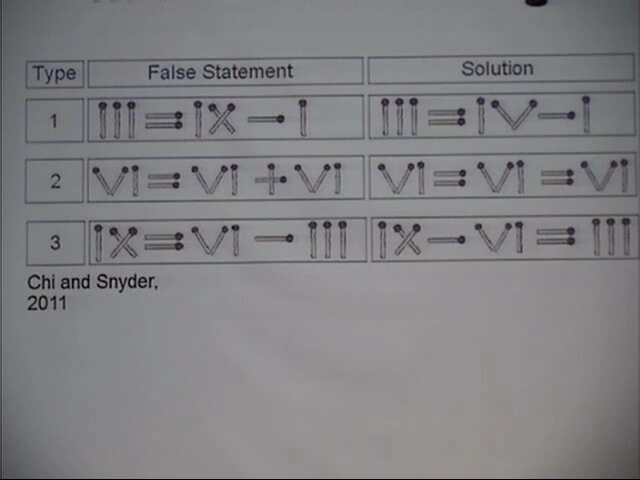 Type False Statement Solution
1 III = IX – I III = IV – I
2 VI = VI + VI VI = VI = VI
3 IX = VI – III IX – VI = III
Chi and Snyder,
2011